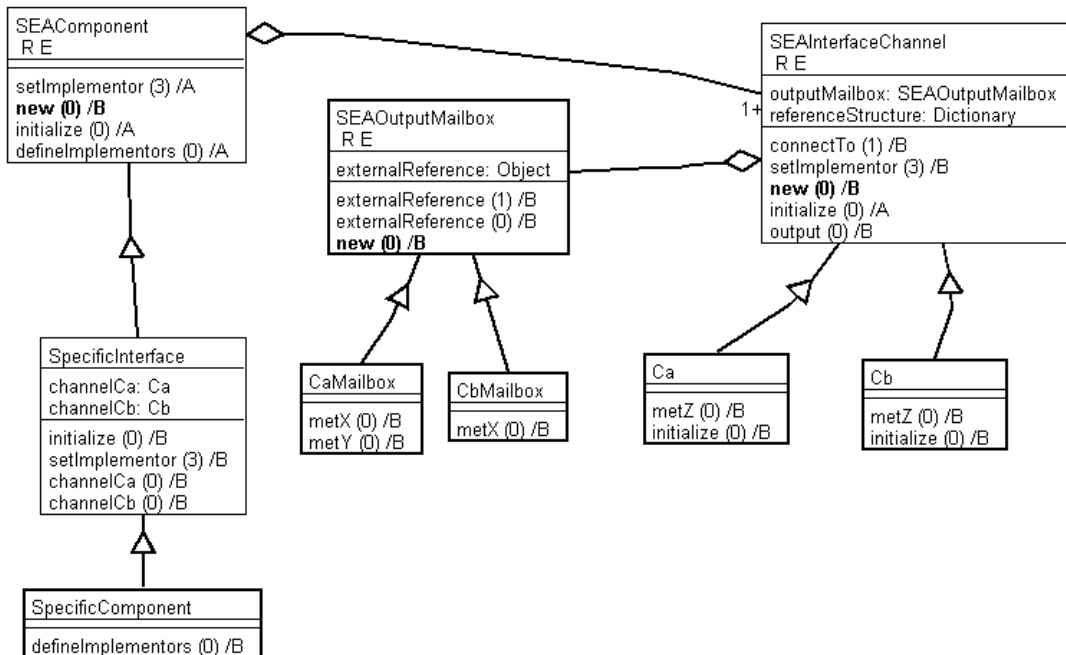 SEAComponent
R E
setImplementor (3) /A
new (0) /B
initialize (0) /A
defineImplementors (0) /A
SEAInterfaceChannel
R E
outputMailbox: SEAOutputMailbox
referenceStructure: Dictionary
connectTo (1) /B
setImplementor (3) /B
new (0) /B
initialize (0) /A
output (0) /B
1+
SEAOutputMailbox
R E
externalReference: Object
externalReference (1) /B
externalReference (0) /B
new (0) /B
SpecificInterface
channelCa: Ca
channelCb: Cb
initialize (0) /B
setImplementor (3) /B
channelCa (0) /B
channelCb (0) /B
CaMailbox
metX (0) /B
metY (0) /B
CbMailbox
metX (0) /B
Ca
metZ (0) /B
initialize (0) /B
Cb
metZ (0) /B
initialize (0) /B
SpecificComponent
defineImplementors (0) /B